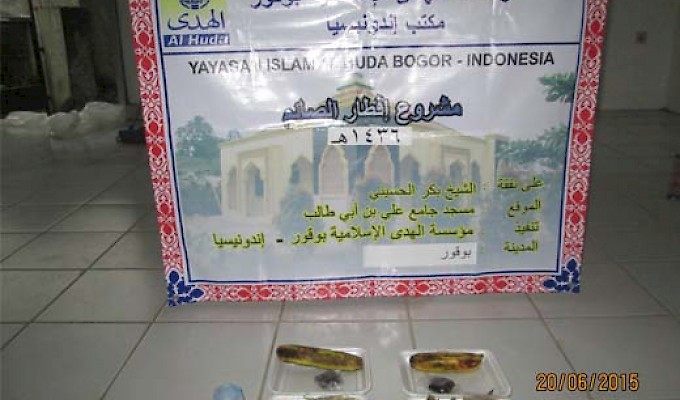 الهدى
Al Huda
بوقور
مكتب إندونيسيا
YAYASAN ISLAM AL HUDA BOGOR - INDONESIA
مشروع إفطار الصائم
١٤٣٦هـ
على نفقة : الشيخ بكر الحسيني
الموقع : مسجد جامع علي بن أبي طالب
تنفيذ : مؤسسة الهدى الإسلامية بوقور - إندونيسيا
المدينة : بوقور
20/06/2015